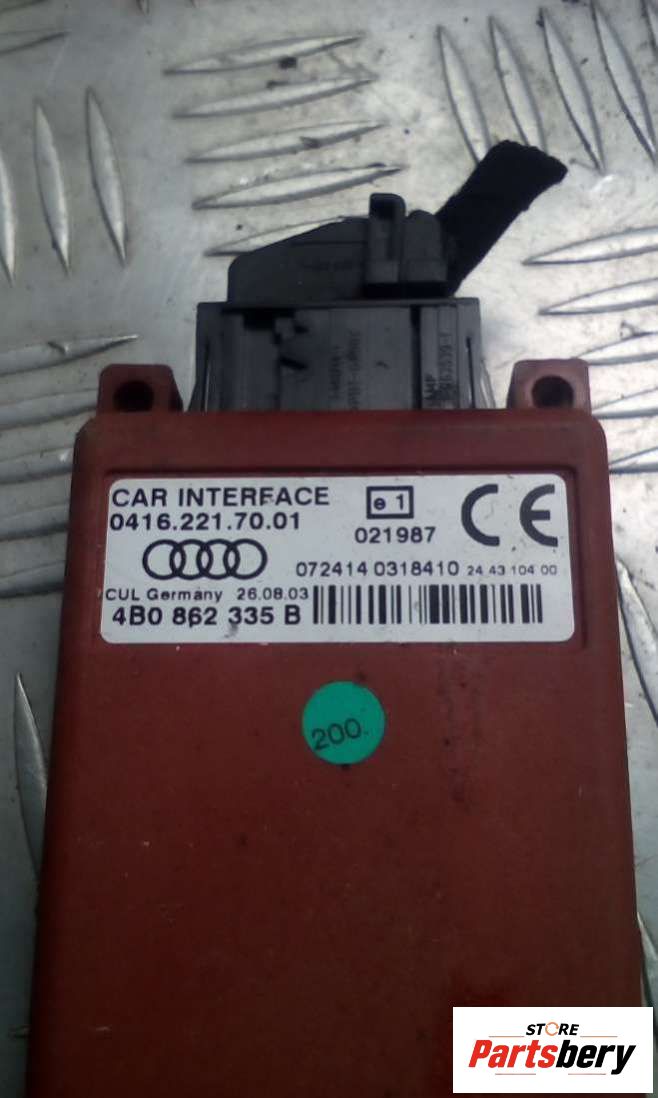 CAR INTERFACE
0416.221.70.01
e 1
021987
CE
072414 0318410 24 43 104 00
CUL Germany 26.08.03
4B0 862 335 B
200.
STORE
Partsbery